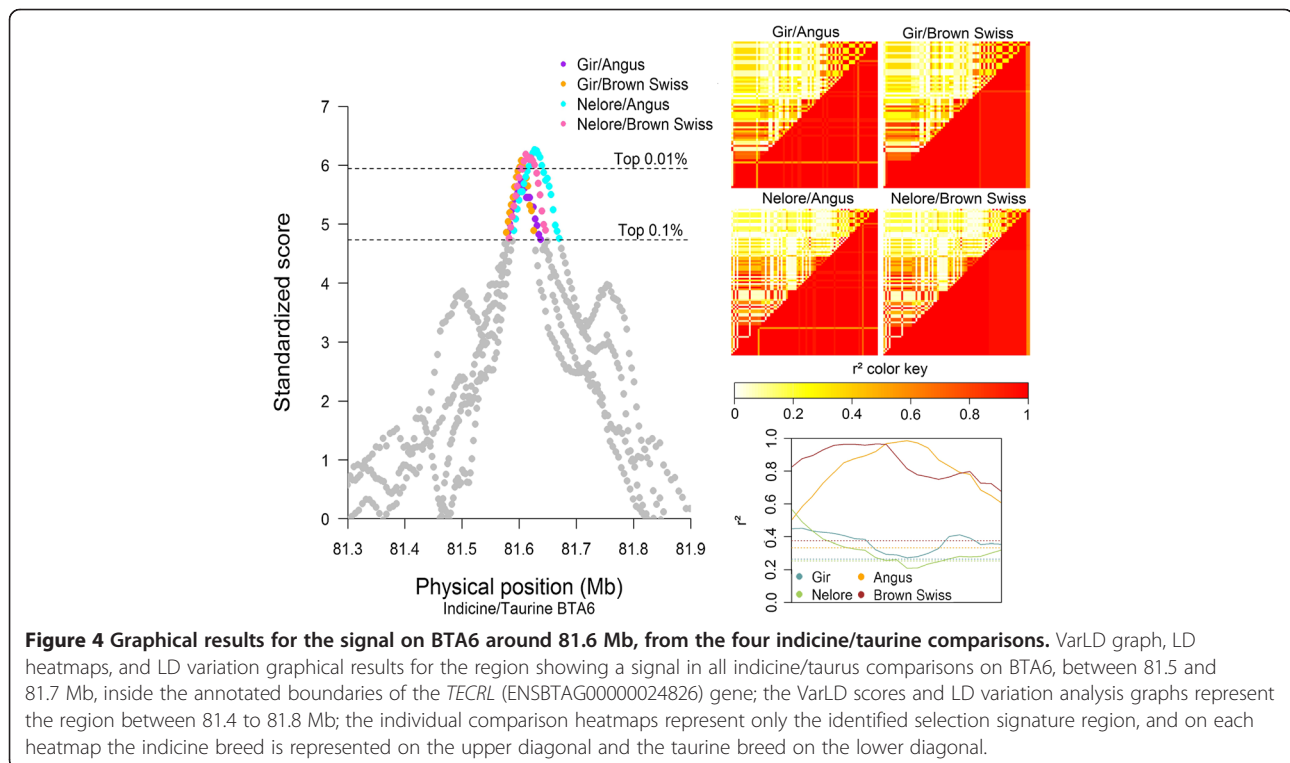 Gir/Angus
Gir/Brown Swiss
Nelore/Angus
Nelore/Brown Swiss
7
6
5
4
3
2
1
0
Top 0.01%
Top 0.1%
Standardized score
81.3 81.4 81.5 81.6 81.7 81.8 81.9
Physical position (Mb)
Indicine/Taurine BTA6
Gir/Angus Gir/Brown Swiss
Nelore/Angus Nelore/Brown Swiss
r² color key
0 0.2 0.4 0.6 0.8 1
1.0
0.8
0.6
0.4
0.2
0.0
r²
Gir Angus
Nelore Brown Swiss
Figure 4 Graphical results for the signal on BTA6 around 81.6 Mb, from the four indicine/taurine comparisons. VarLD graph, LD
heatmaps, and LD variation graphical results for the region showing a signal in all indicine/taurus comparisons on BTA6, between 81.5 and
81.7 Mb, inside the annotated boundaries of the TECRL (ENSBTAG00000024826) gene; the VarLD scores and LD variation analysis graphs represent
the region between 81.4 to 81.8 Mb; the individual comparison heatmaps represent only the identified selection signature region, and on each
heatmap the indicine breed is represented on the upper diagonal and the taurine breed on the lower diagonal.